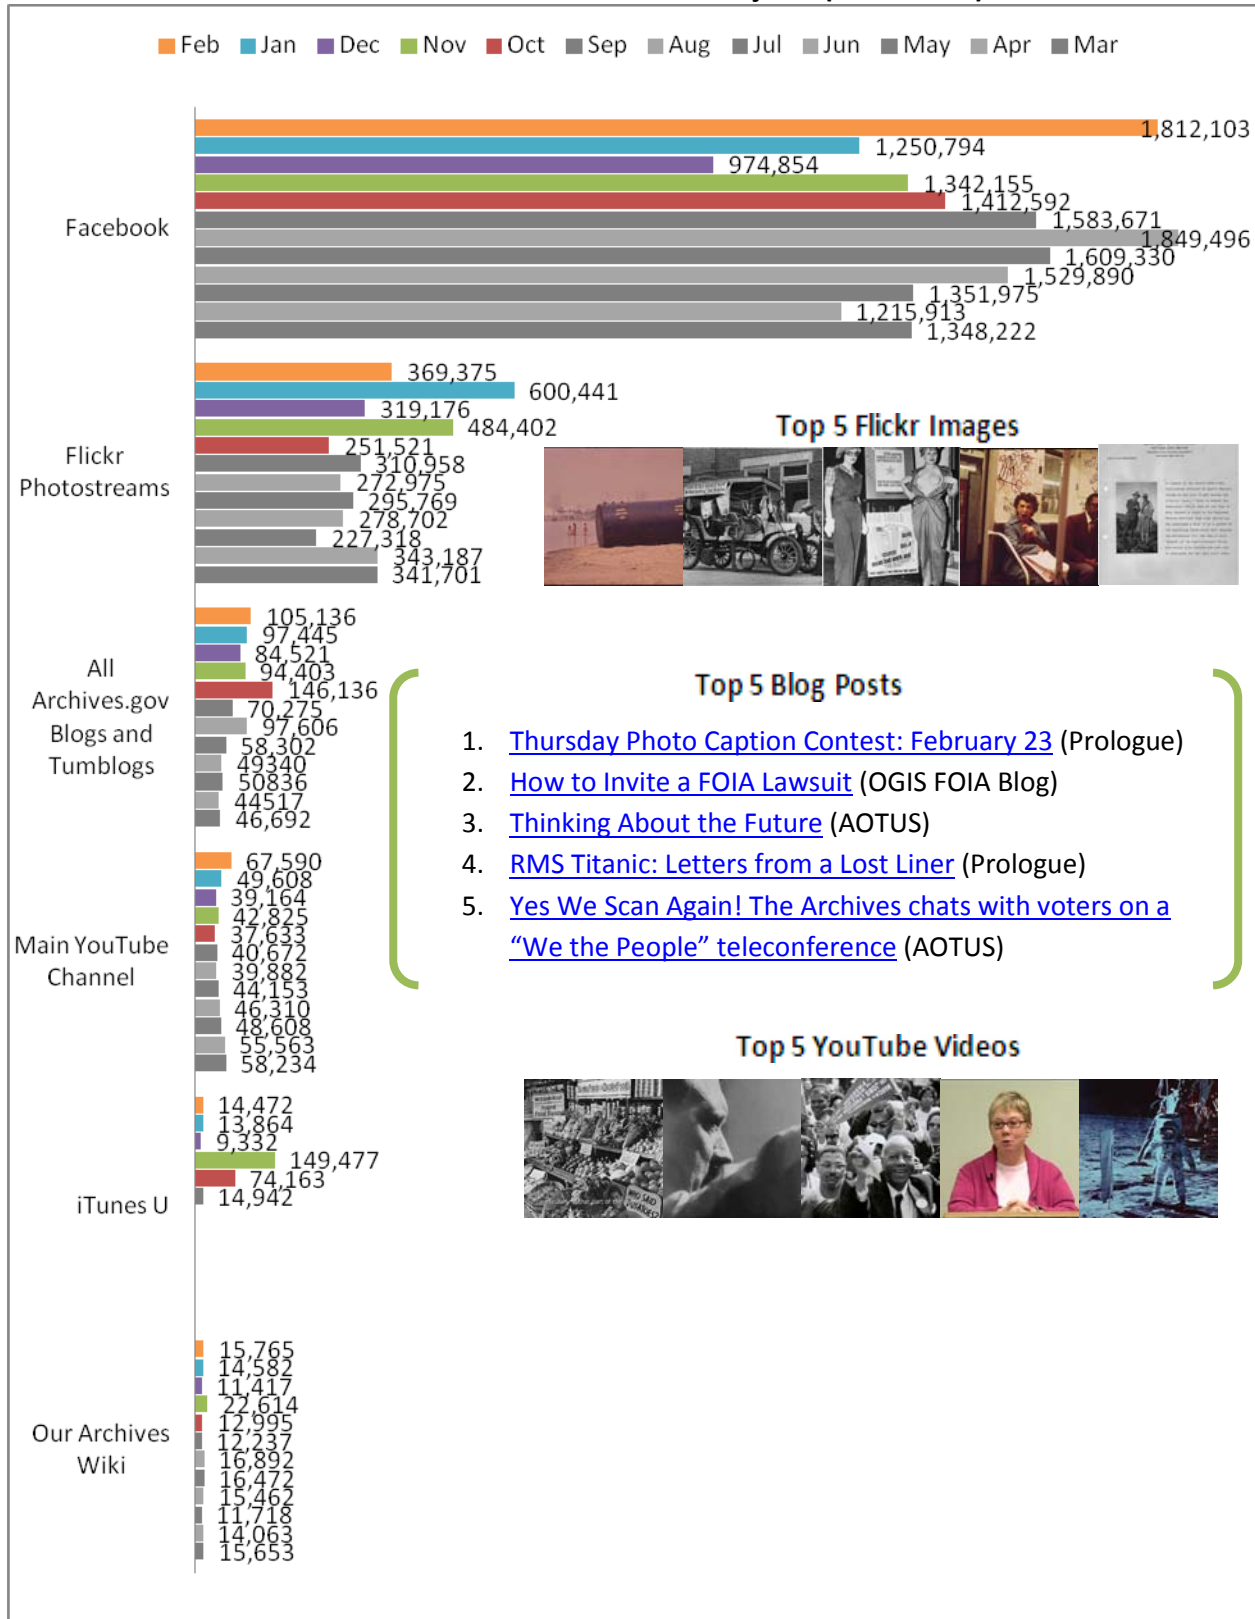 Feb Jan Dec Nov Oct Sep Aug Jul Jun May Apr Mar
Facebook
1,812,103
1,250,794
974,854
1,342,155
1,412,592
1,583,671
1,849,496
1,609,330
1,529,890
1,351,975
1,215,913
1,348,222
Flickr
Photostreams
369,375
600,441
319,176
484,402
251,521
310,958
272,975
295,769
278,702
227,318
343,187
341,701
Top 5 Flickr Images
All
Archives.gov
Blogs and
Tumblogs
105,136
97,445
84,521
94,403
146,136
70,275
97,606
58,302
49340
50836
44517
46,692
Top 5 Blog Posts
1. Thursday Photo Caption Contest: February 23 (Prologue)
2. How to Invite a FOIA Lawsuit (OGIS FOIA Blog)
3. Thinking About the Future (AOTUS)
4. RMS Titanic: Letters from a Lost Liner (Prologue)
5. Yes We Scan Again! The Archives chats with voters on a
“We the People” teleconference (AOTUS)
Main YouTube
Channel
67,590
49,608
39,164
42,825
37,633
40,672
39,882
44,153
46,310
48,608
55,563
58,234
Top 5 YouTube Videos
WHO SAID
iTunes U
14,472
13,864
9,332
149,477
74,163
14,942
Our Archives
Wiki
15,765
14,582
11,417
22,614
12,995
12,237
16,892
16,472
15,462
11,718
14,063
15,653